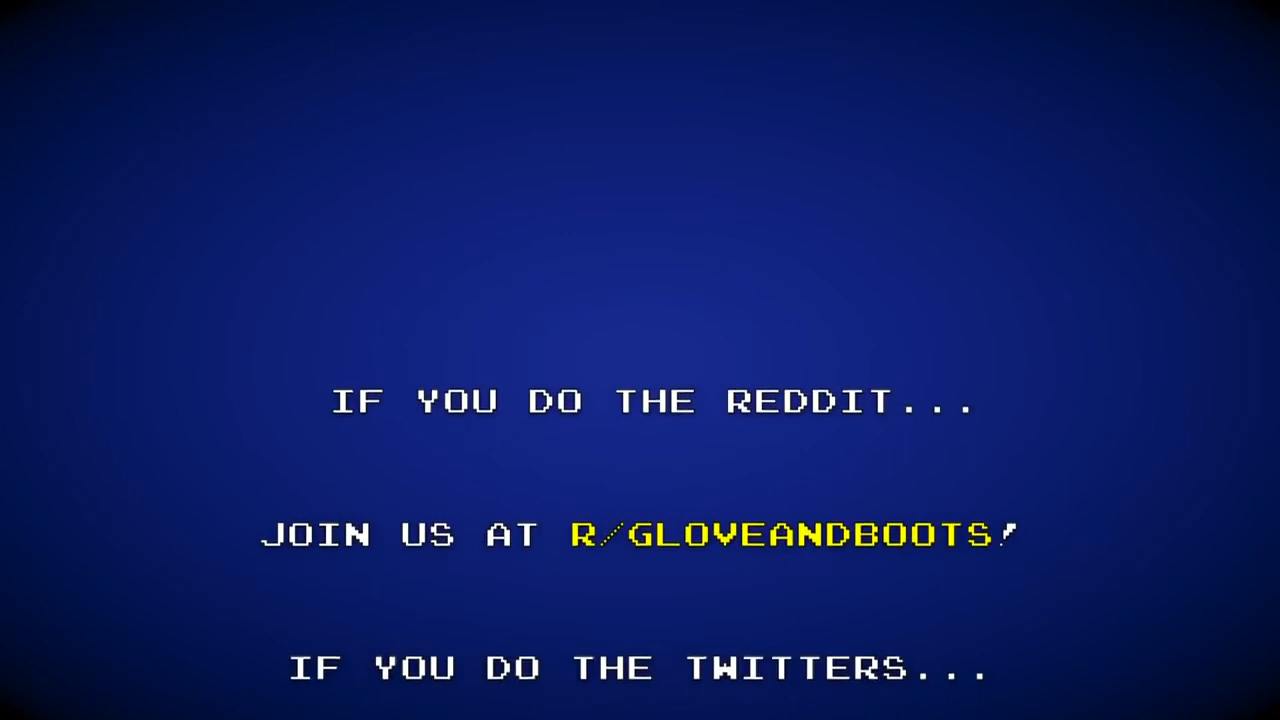 IF YOU DO THE REDDIT...
JOIN US AT R/GLOVEANDBOOTS!
IF YOU DO THE TWITTERS...